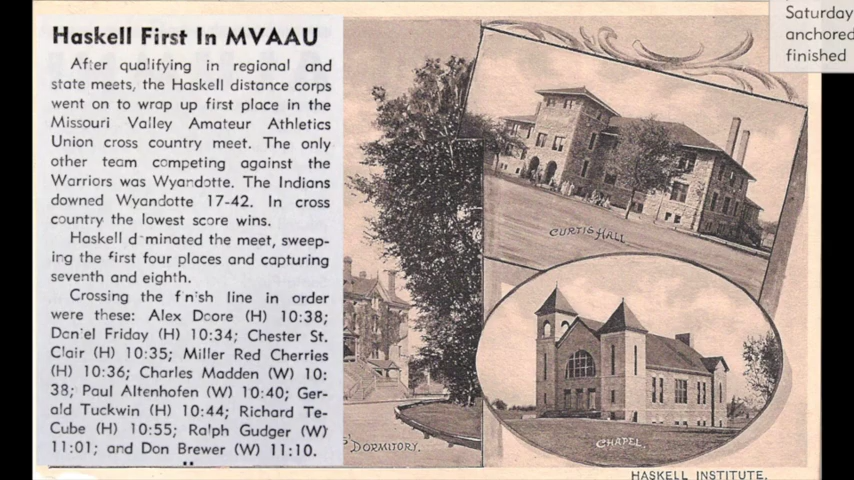 Haskell First In MVAAU
After qualifying in regional and
state meets, the Haskell distance corps
went on to wrap up first place in the
Missouri Valley Amateur Athletics
Union cross country meet. The only
other team competing against the
Warriors was Wyandotte. The Indians
downed Wyandotte 17-42. In cross
country the lowest score wins.
Haskell dominated the meet, sweep-
ing the first four places and capturing
seventh and eighth.
Crossing the finish line in order
were these: Alex Doore (H) 10:38;
Daniel Friday (H) 10:34; Chester St.
Clair (H) 10:35; Miller Red Cherries
(H) 10:36; Charles Madden (W) 10:
38; Paul Altenhofen (W) 10:40; Ger-
ald Tuckwin (H) 10:44; Richard Te-
Cube (H) 10:55; Ralph Gudger (W)
11:01; and Don Brewer (W) 11:10.
Saturday
anchored
finished
CURTIS HALL
DORMITORY.
CHAPEL.
HASKELL INSTITUTE.